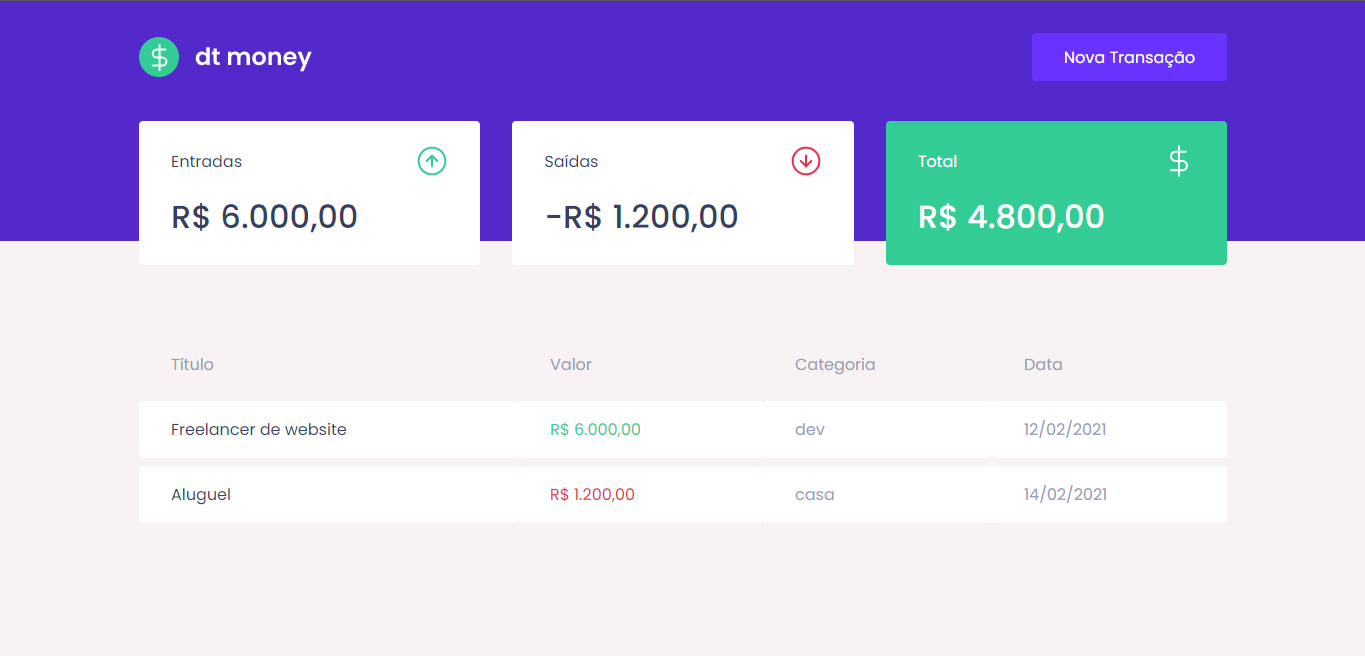 dt money
Nova Transação
Entradas
R$ 6.000,00
Saídas
-R$ 1.200,00
Total
$
R$ 4.800,00
Título Valor Categoria Data
Freelancer de website R$ 6.000,00 dev 12/02/2021
Aluguel R$ 1.200,00 casa 14/02/2021